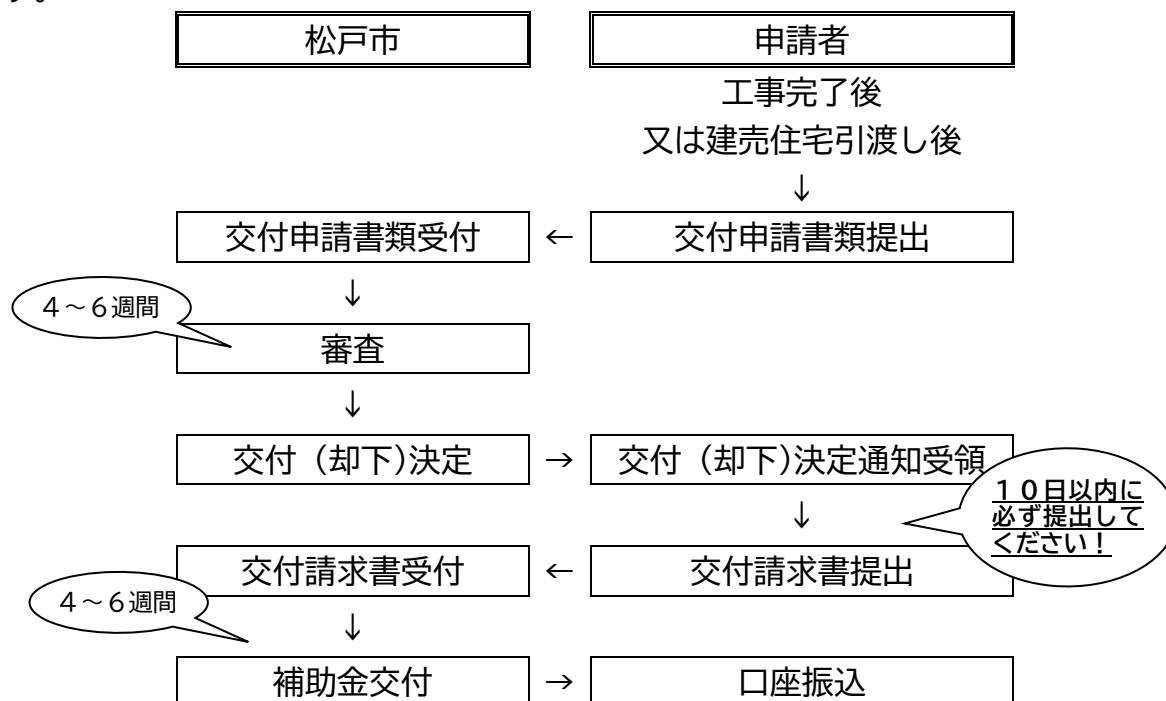 す。
松戸市
申請者
工事完了後
又は建売住宅引渡し後
↓
交付申請書類受付 ← 交付申請書類提出
↓
４～６週間
審査
↓
交付（却下）決定 → 交付（却下）決定通知受領
↓
１０日以内に
必ず提出して
ください！
交付請求書受付 ← 交付請求書提出
４～６週間
↓
補助金交付 → 口座振込